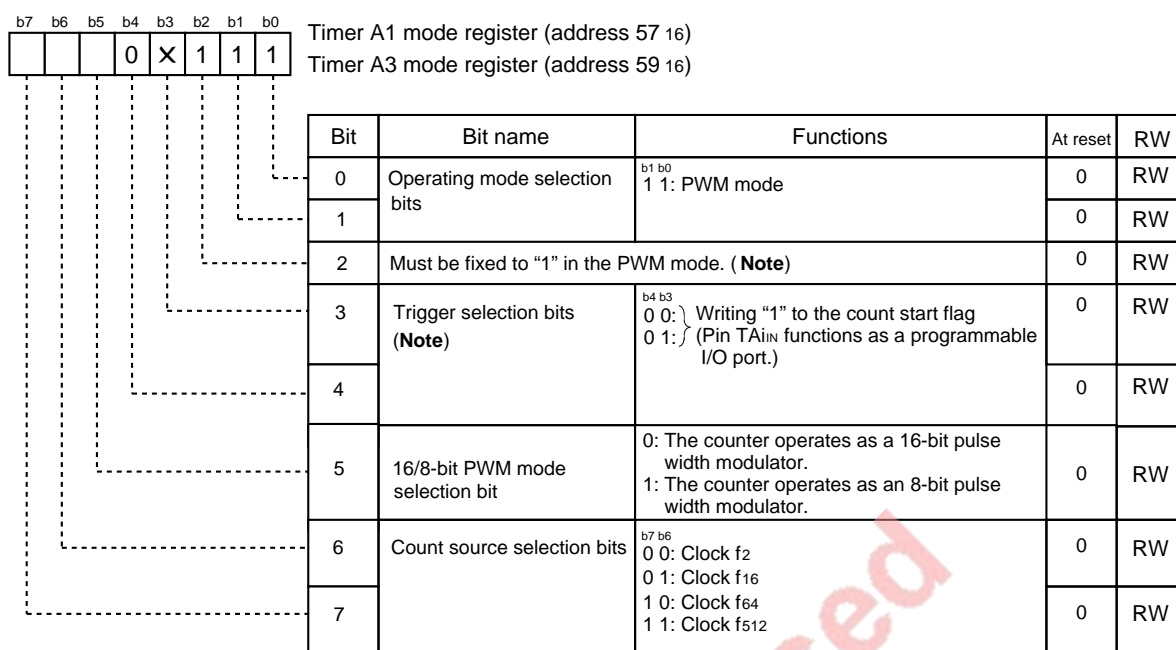 b7 b6 b5 b4 b3 b2 b1 b0
0 X 1 1 1
Timer A1 mode register (address 57 16)
Timer A3 mode register (address 59 16)
Bit Bit name Functions At reset RW
0 Operating mode selection bits
b1 b0
1 1: PWM mode
0 RW
1 0 RW
2 Must be fixed to “1” in the PWM mode. ( Note) 0 RW
3 Trigger selection bits
(Note)
b4 b3
0 0: Writing “1” to the count start flag
0 1: (Pin TAiIN functions as a programmable
I/O port.)
0 RW
4 0 RW
5 16/8-bit PWM mode
selection bit
0: The counter operates as a 16-bit pulse
width modulator.
1: The counter operates as an 8-bit pulse
width modulator.
0 RW
6 Count source selection bits
b7 b6
0 0: Clock f2
0 1: Clock f16
1 0: Clock f64
1 1: Clock f512
0 RW
7 0 RW